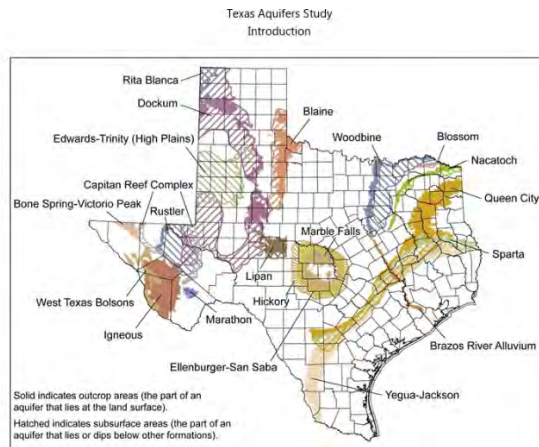 Texas Aquifers Study
Introduction
Rita Blanca
Dockum
Blaine
Edwards-Trinity (High Plains)
Woodbine
Blossom
Nacatoch
Capitan Reef Complex
Queen City
Bone Spring-Victorio Peak
Rustler
Marble Falls
Sparta
Lipan
West Texas Bolsons
Marathon
Hickory
Igneous
Brazos River Alluvium
Ellenburger-San Saba
Yegua-Jackson
Solid indicates outcrop areas (the part of an
aquifer that lies at the land surface).
Hatched indicates subsurface areas (the part of an
aquifer that lies or dips below other formations).